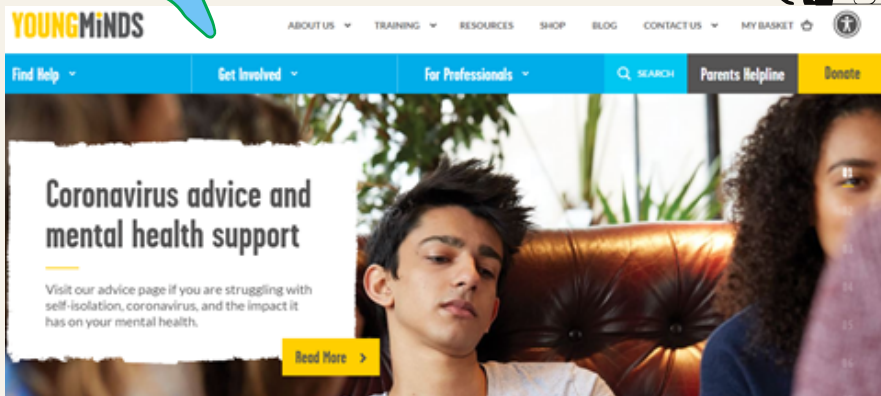 YOUNGMiNDS
ABOUT US TRAINING RESOURCES SHOP BLOG CONTACT US MY BASKET
Find Help Get Involved For Professionals SEARCH Parents Helpline Donate
Coronavirus advice and
mental health support
Visit our advice page if you are struggling with
self-isolation, coronavirus, and the impact it
has on your mental health.
Read More